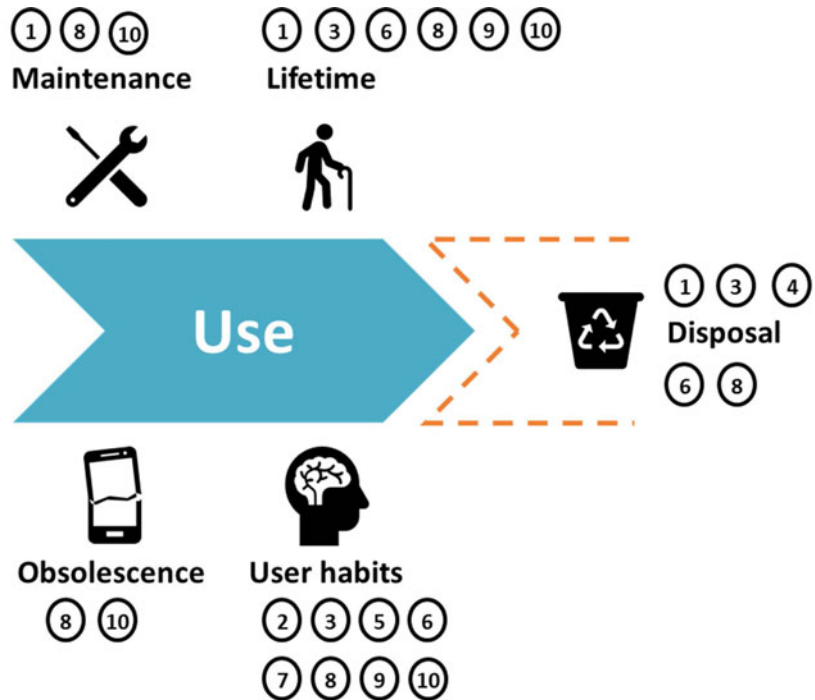 1 8 10
Maintenance
1 3 6 8 9 10
Lifetime
Use
1 3 4
Disposal
6 8
Obsolescence
8 10
User habits
2 3 5 6
7 8 9 10